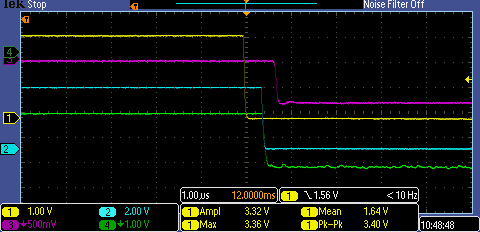 Tek Stop Noise Filter Off
T
T
4
3
1
2
1.00 µs 12.0000ms 1 1.56 V < 10 Hz
1 1.00 V 2 2.00 V 1 Ampl 3.32 V 1 Mean 1.64 V
3 500mV 4 1.00 V 1 Max 3.36 V 1 Pk-Pk 3.40 V
10:48:48